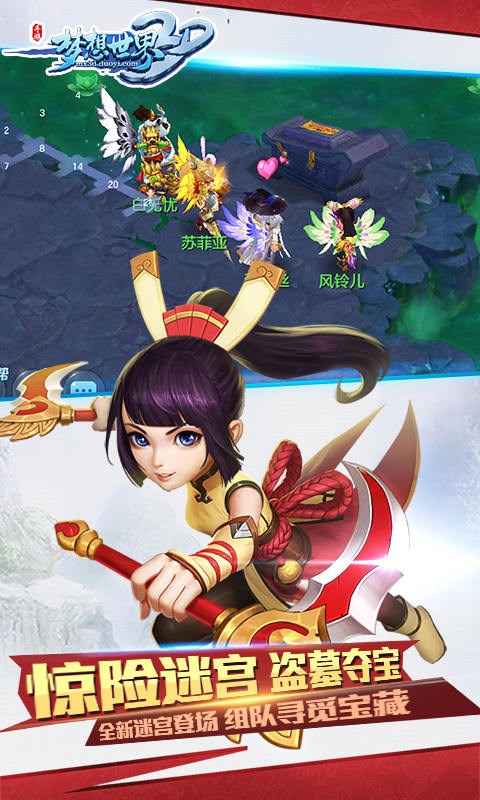 梦想世界3D
mx3d.duoyi.com
4
3
2
7
8
14
20
白无忧
苏菲亚
丝
风铃儿
帮
惊险迷宫 盗墓夺宝
全新迷宫登场 组队寻觅宝藏